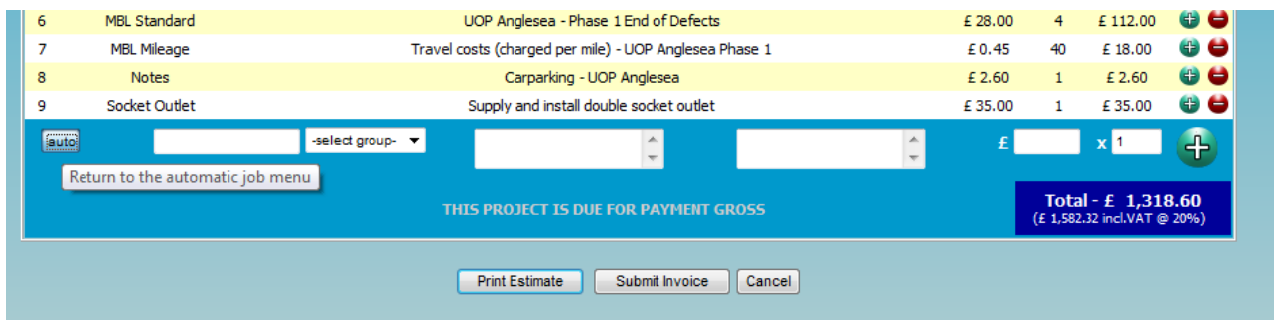 6 MBL Standard UOP Anglesea - Phase 1 End of Defects £ 28.00 4 £ 112.00
7 MBL Mileage Travel costs (charged per mile) - UOP Anglesea Phase 1 £ 0.45 40 £ 18.00
8 Notes Carparking - UOP Anglesea £ 2.60 1 £ 2.60
9 Socket Outlet Supply and install double socket outlet £ 35.00 1 £ 35.00
auto -select group- £ x 1
Return to the automatic job menu
THIS PROJECT IS DUE FOR PAYMENT GROSS
Total - £ 1,318.60
(£ 1,582.32 incl.VAT @ 20%)
Print Estimate Submit Invoice Cancel